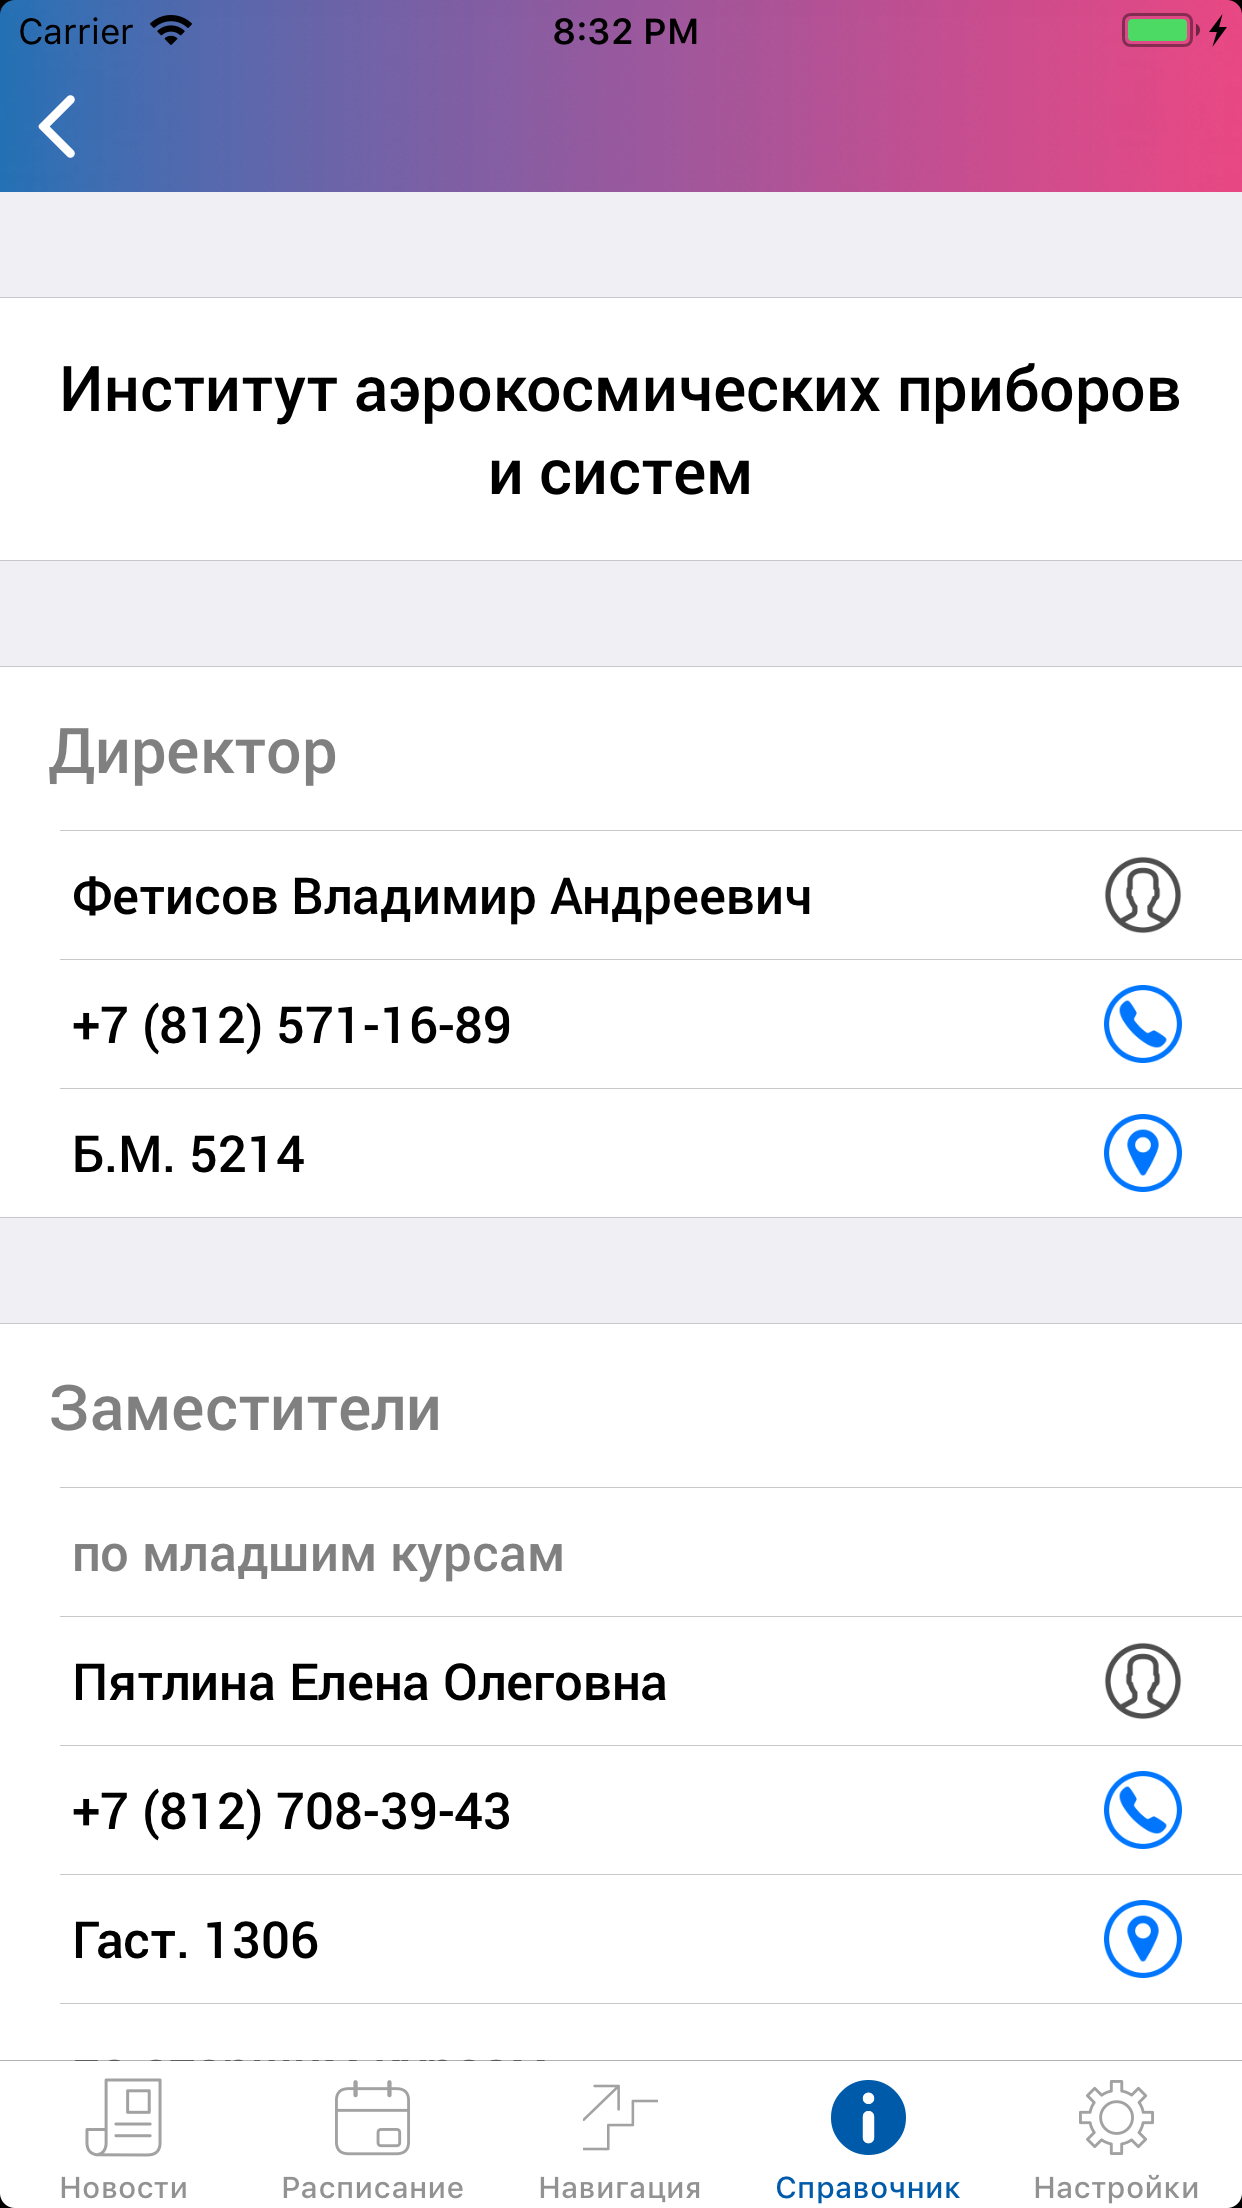 Carrier 8:32 PM
Институт аэрокосмических приборов
и систем
Директор
Фетисов Владимир Андреевич
+7 (812) 571-16-89
Б.М. 5214
Заместители
по младшим курсам
Пятлина Елена Олеговна
+7 (812) 708-39-43
Гаст. 1306
Новости Расписание Навигация Справочник Настройки